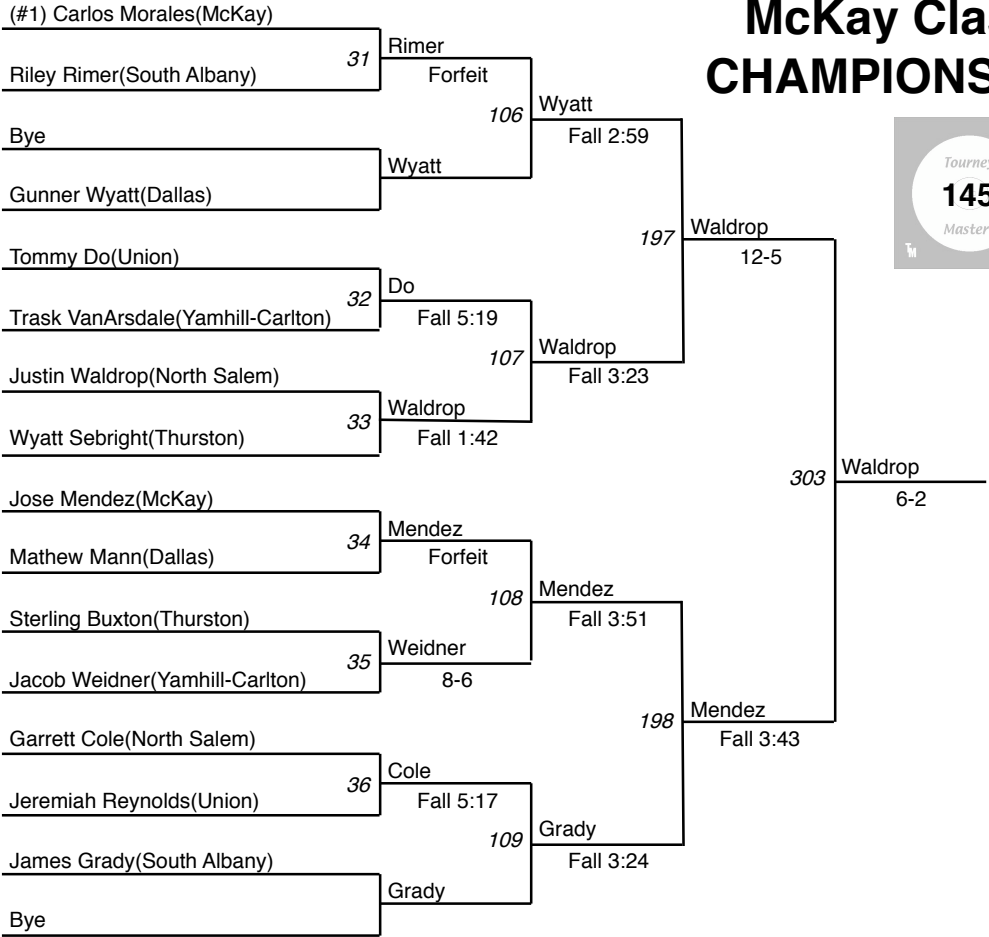 McKay Cla
CHAMPIONS
Tourne
145
Master
TM
(#1) Carlos Morales(McKay)
31
Rimer
Forfeit
Riley Rimer(South Albany)
106
Wyatt
Fall 2:59
Bye
Wyatt
Gunner Wyatt(Dallas)
197
Waldrop
12-5
Tommy Do(Union)
32
Do
Fall 5:19
Trask VanArsdale(Yamhill-Carlton)
107
Waldrop
Fall 3:23
Justin Waldrop(North Salem)
33
Waldrop
Fall 1:42
Wyatt Sebright(Thurston)
303
Waldrop
6-2
Jose Mendez(McKay)
34
Mendez
Forfeit
Mathew Mann(Dallas)
108
Mendez
Fall 3:51
Sterling Buxton(Thurston)
35
Weidner
8-6
Jacob Weidner(Yamhill-Carlton)
198
Mendez
Fall 3:43
Garrett Cole(North Salem)
36
Cole
Fall 5:17
Jeremiah Reynolds(Union)
109
Grady
Fall 3:24
James Grady(South Albany)
Grady
Bye